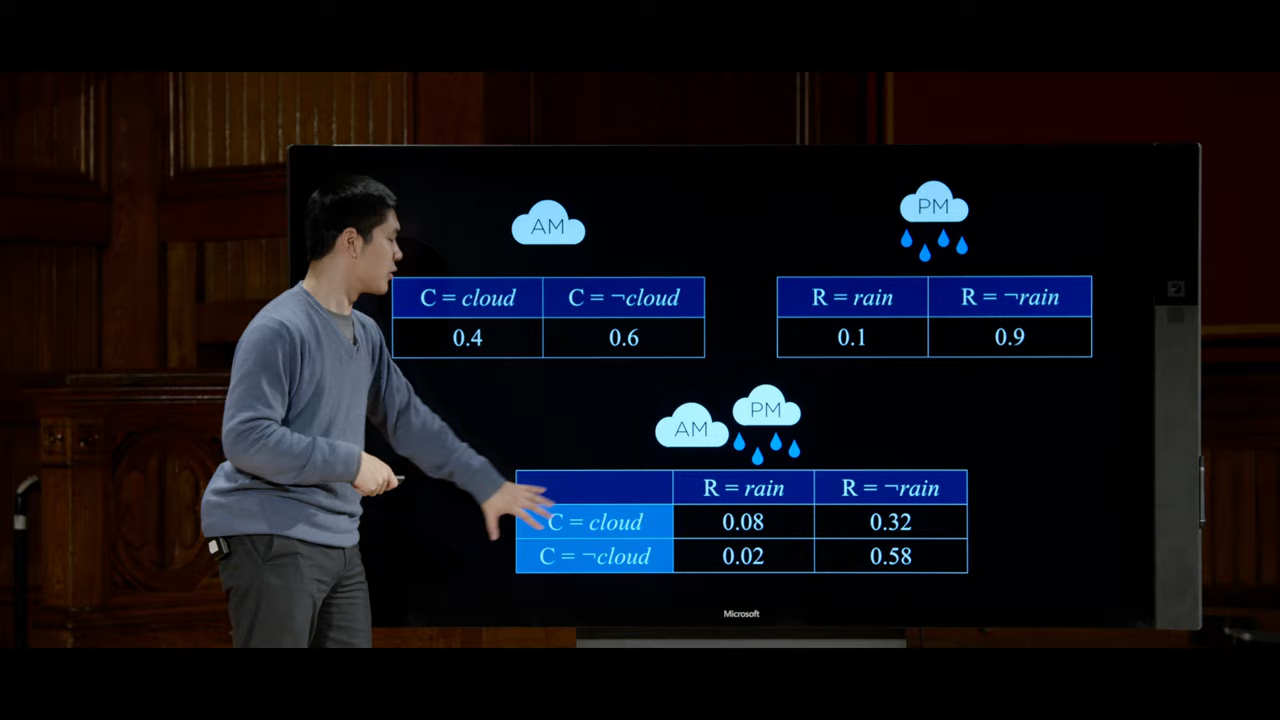 AM
PM
C = cloud C = ¬cloud
0.4 0.6
R = rain R = ¬rain
0.1 0.9
AM PM
R = rain R = ¬rain
C = cloud 0.08 0.32
C = ¬cloud 0.02 0.58
Microsoft